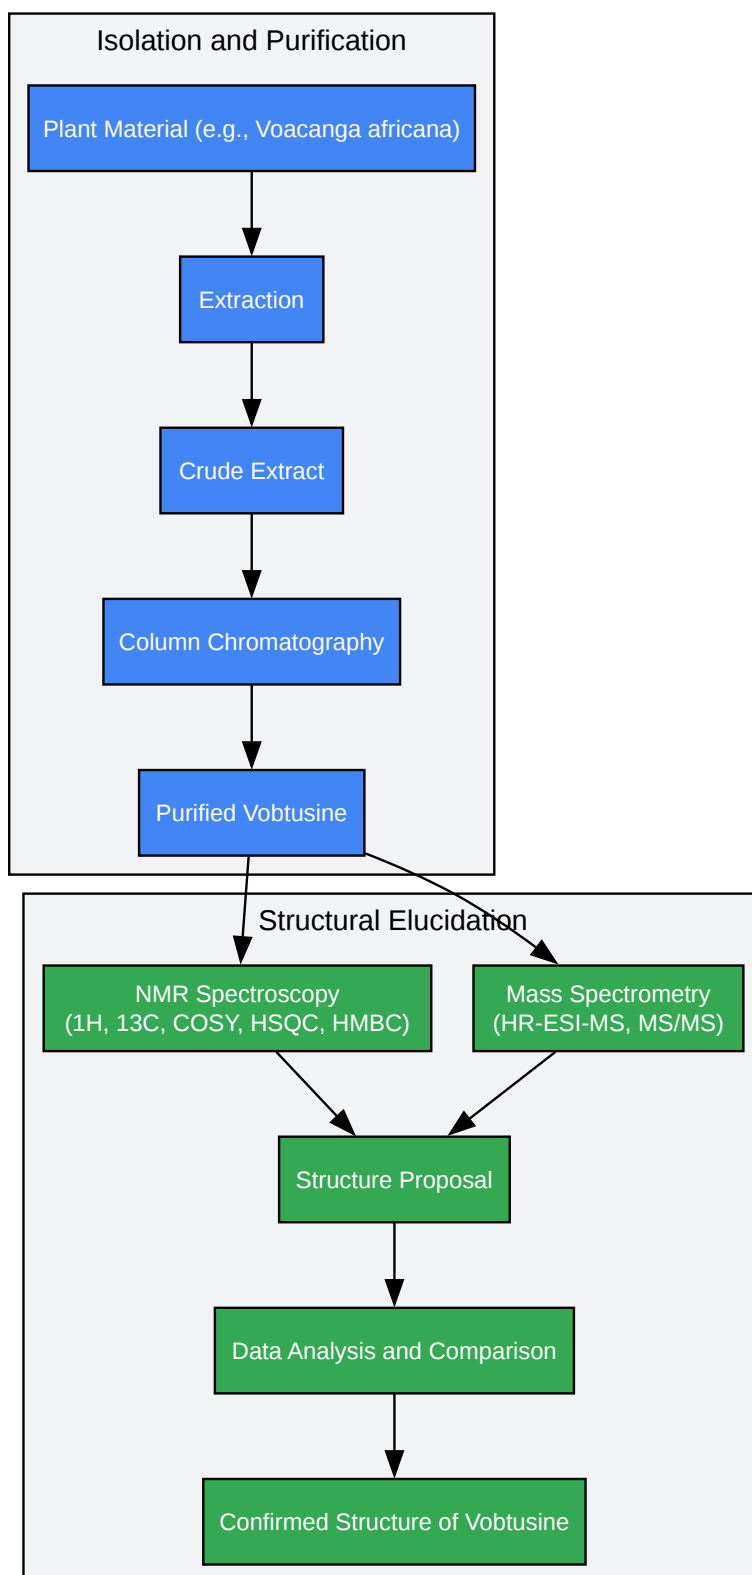 Isolation and Purification
Plant Material (e.g., Voacanga africana)
Extraction
Crude Extract
Column Chromatography
Purified Vobtusine
Structural Elucidation
NMR Spectroscopy
(1H, 13C, COSY, HSQC, HMBC)
Mass Spectrometry
(HR-ESI-MS, MS/MS)
Structure Proposal
Data Analysis and Comparison
Confirmed Structure of Vobtusine